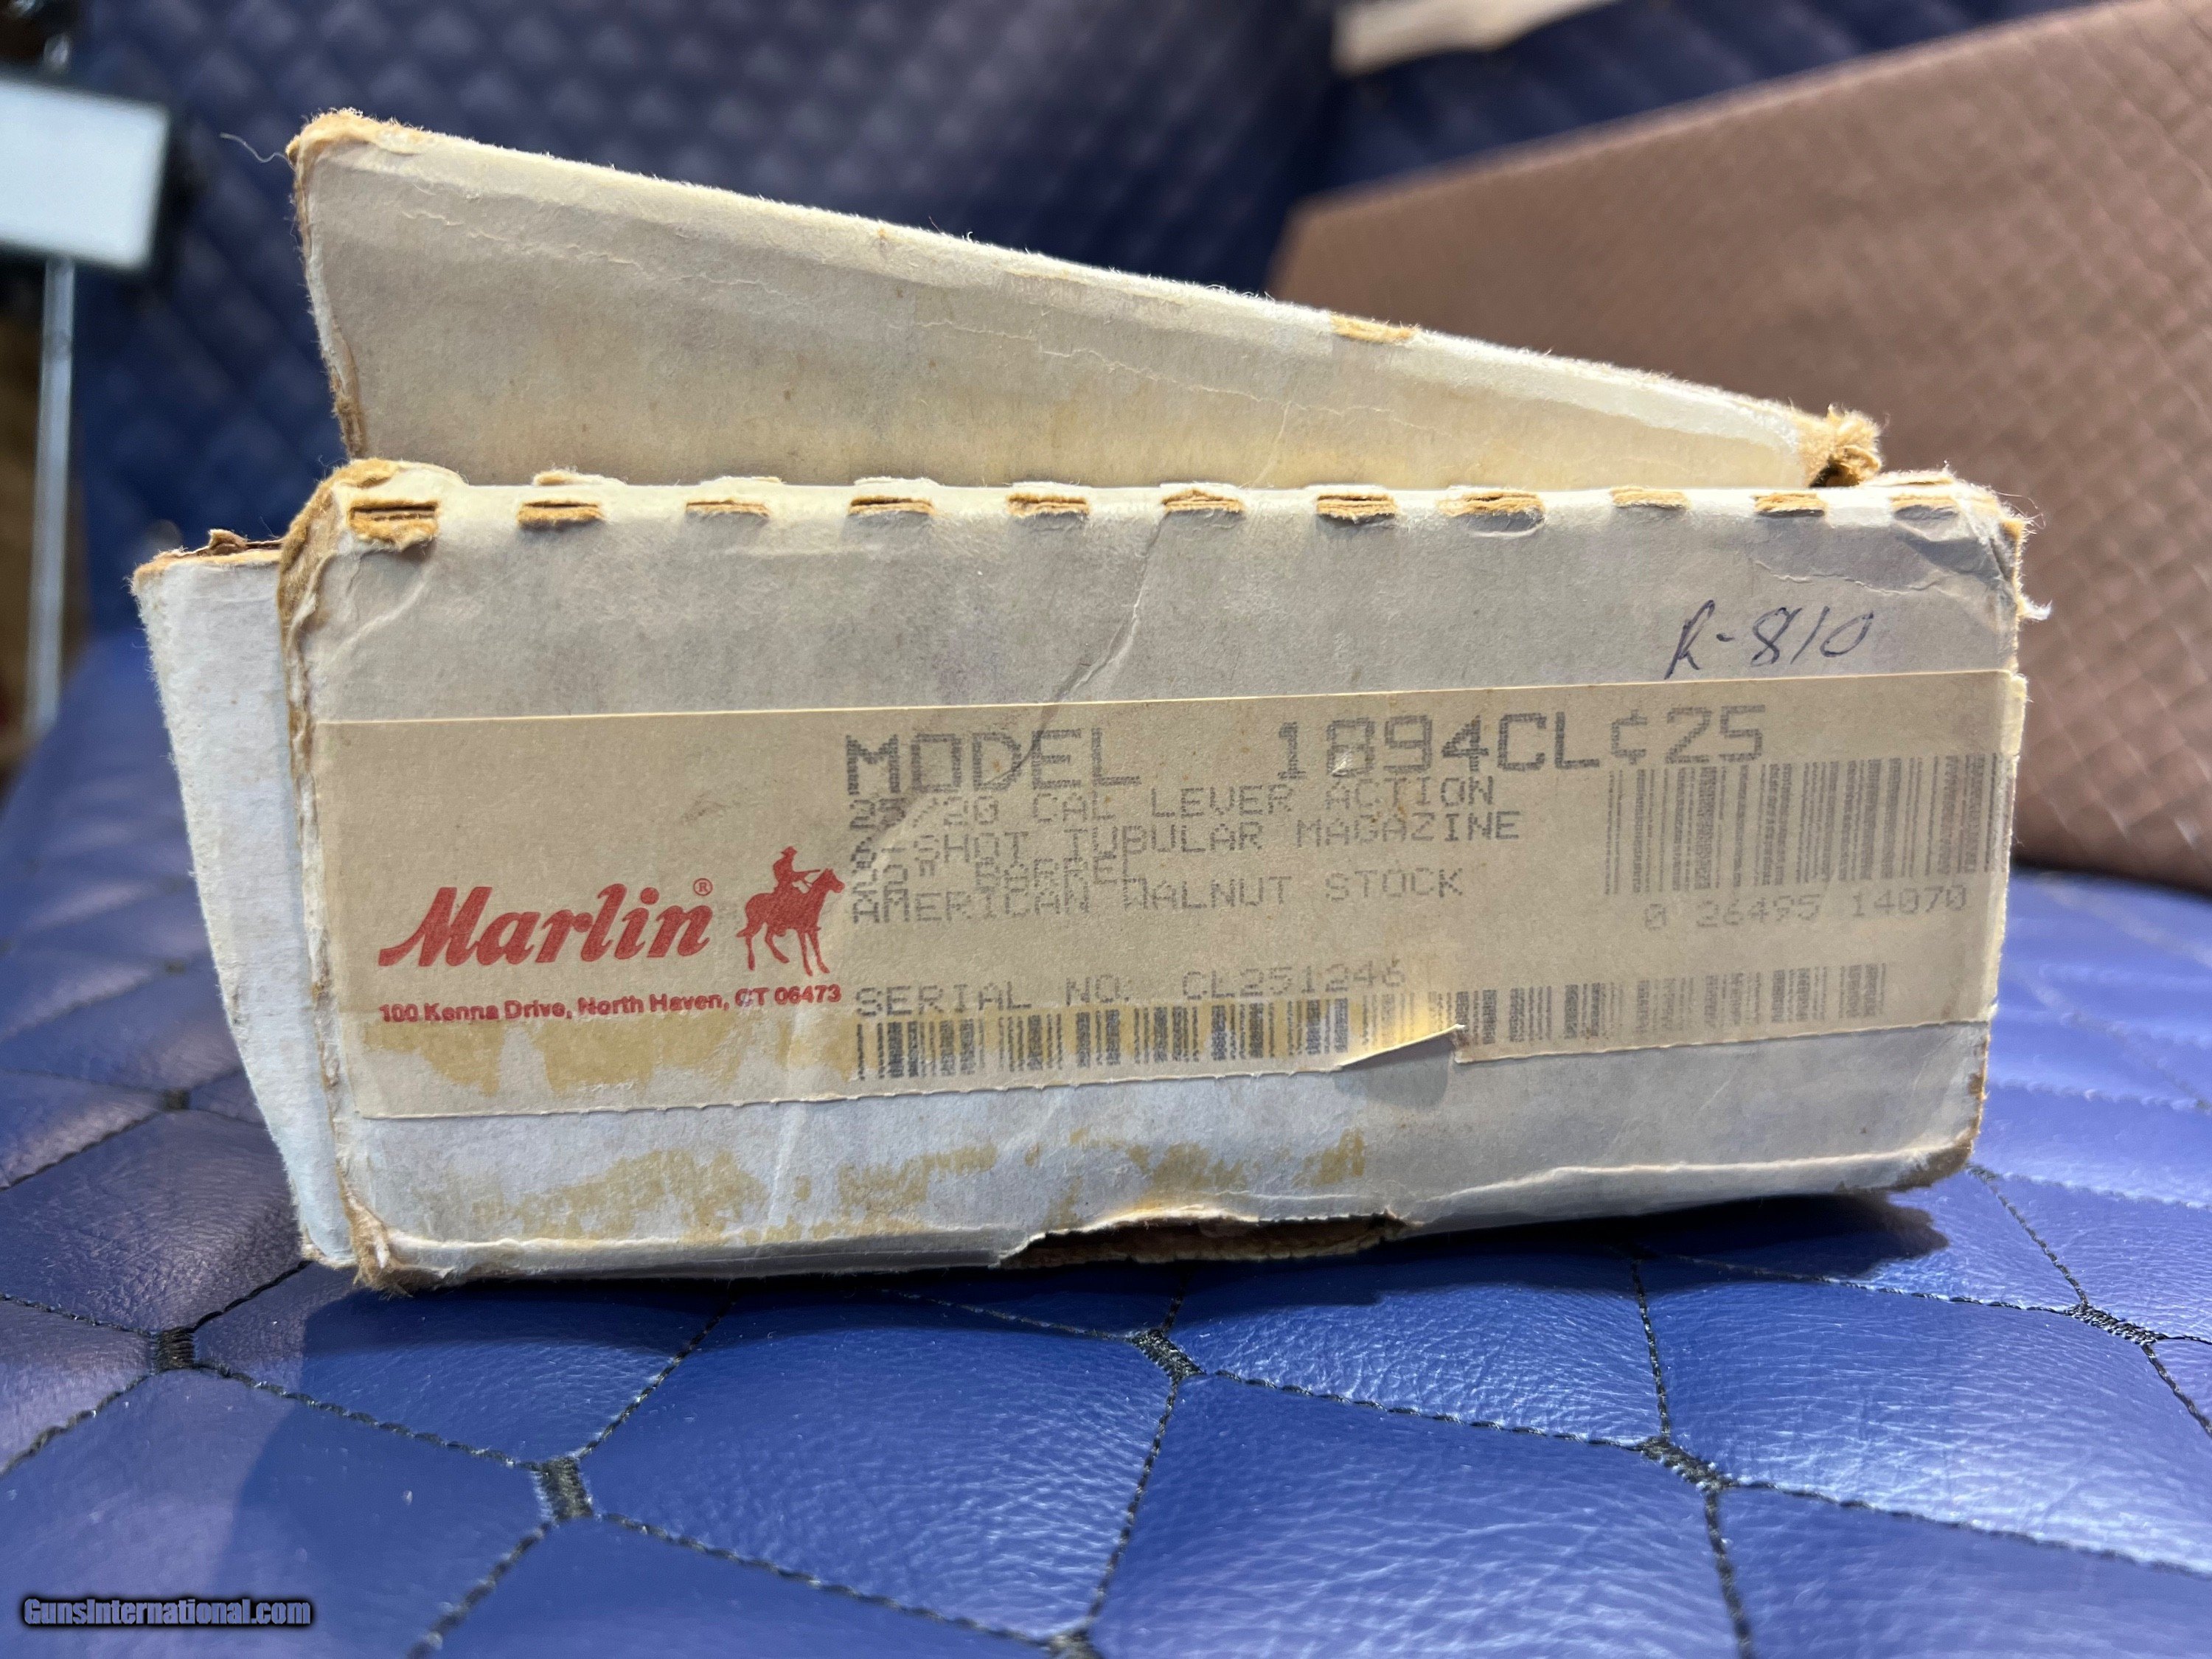 R-810
MODEL 1894CL¢25
25/20 CAL LEVER ACTION
6-SHOT TUBULAR MAGAZINE
22" BARREL
AMERICAN WALNUT STOCK
0 26495 14070
Marlin®
100 Kenna Drive, North Haven, CT 06473
SERIAL NO. CL251246
GunsInternational.com